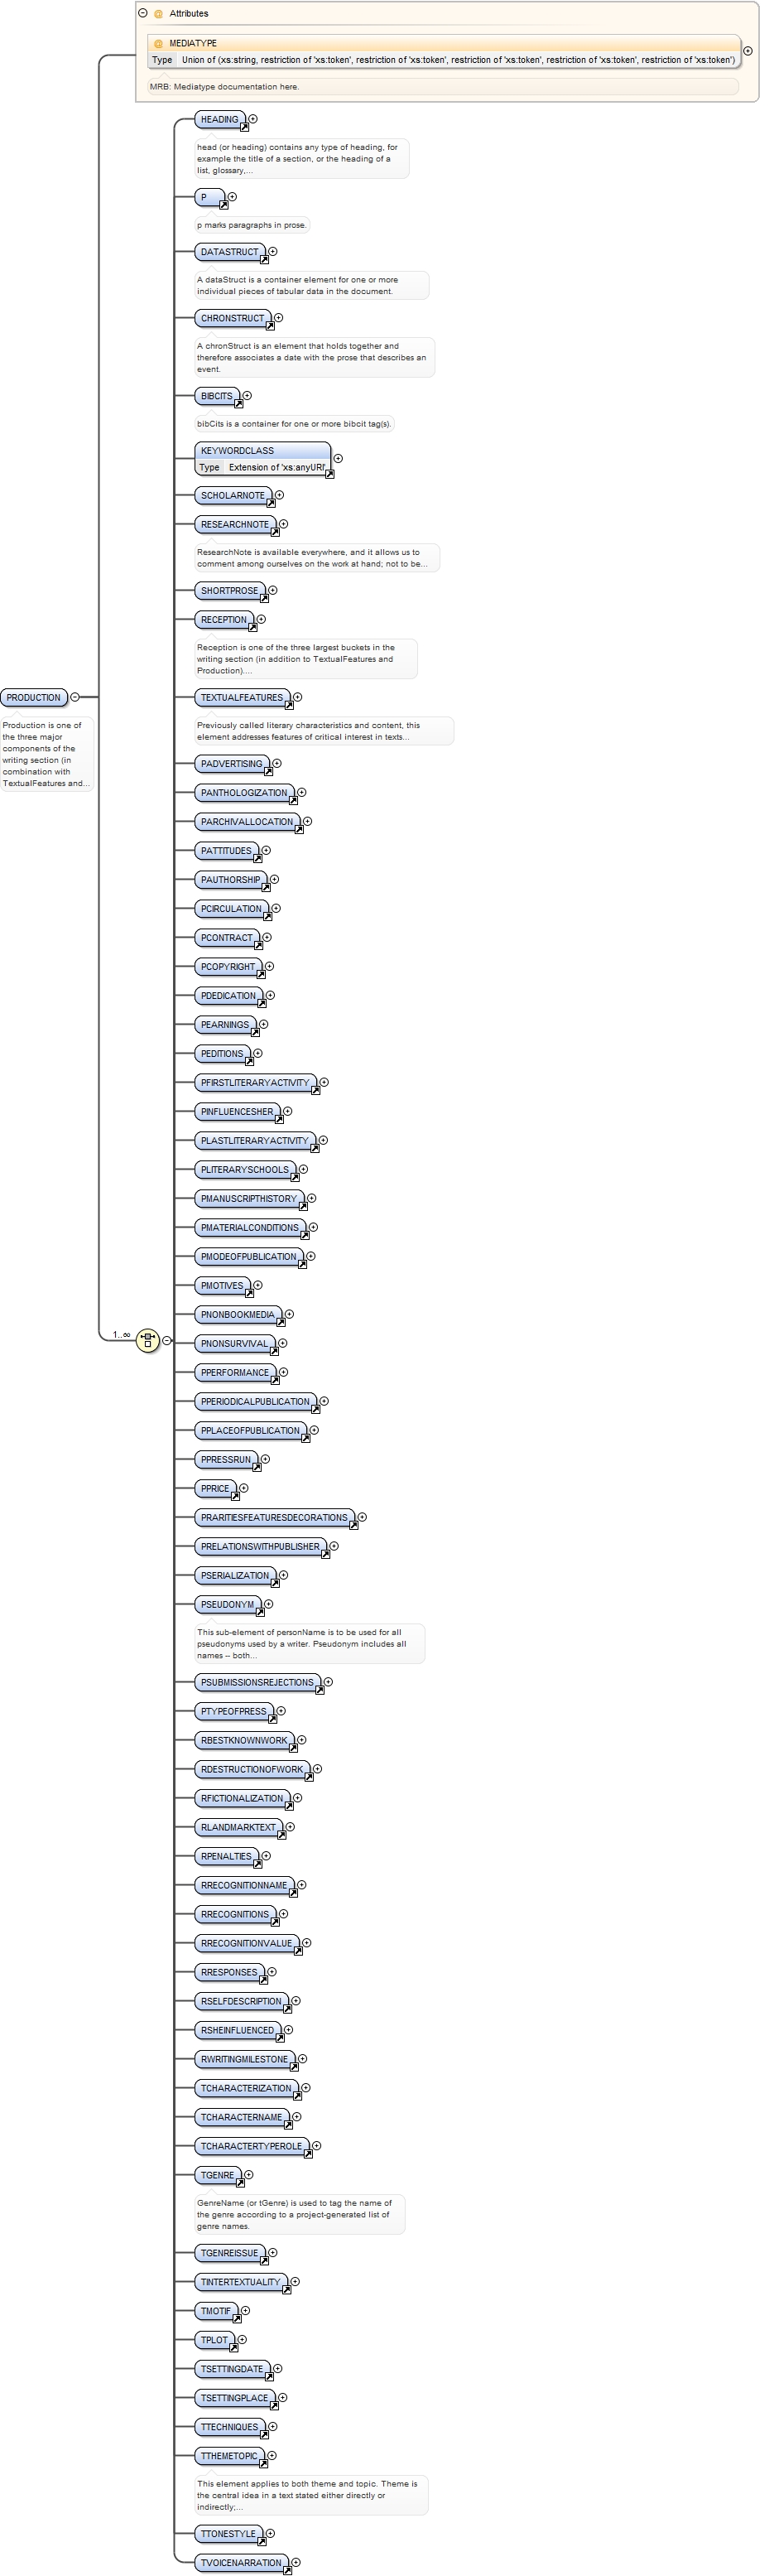 Attributes
@ MEDIATYPE
Type Union of (xs:string, restriction of 'xs:token', restriction of 'xs:token', restriction of 'xs:token', restriction of 'xs:token', restriction of 'xs:token')
MRB: Mediatype documentation here.
HEADING
head (or heading) contains any type of heading, for
example the title of a section, or the heading of a
list, glossary,...
P
p marks paragraphs in prose.
DATASTRUCT
A dataStruct is a container element for one or more
individual pieces of tabular data in the document.
CHRONSTRUCT
A chronStruct is an element that holds together and
therefore associates a date with the prose that describes an
event.
BIBCITS
bibCits is a container for one or more bibcit tag(s).
KEYWORDCLASS
Type Extension of 'xs:anyURI'
SCHOLARNOTE
RESEARCHNOTE
ResearchNote is available everywhere, and it allows us to
comment among ourselves on the work at hand; not to be...
SHORTPROSE
RECEPTION
Reception is one of the three largest buckets in the
writing section (in addition to TextualFeatures and
Production)....
PRODUCTION
Production is one of
the three major
components of the
writing section (in
combination with
TextualFeatures and...
TEXTUALFEATURES
Previously called literary characteristics and content, this
element addresses features of critical interest in texts...
PADVERTISING
PANTHOLOGIZATION
PARCHIVALLOCATION
PATTITUDES
PAUTHORSHIP
PCIRCULATION
PCONTRACT
PCOPYRIGHT
PDEDICATION
PEARNINGS
PEDITIONS
PFIRSTLITERARYACTIVITY
PINFLUENCESHER
PLASTLITERARYACTIVITY
PLITERARYSCHOOLS
PMANUSCRIPTHISTORY
PMATERIALCONDITIONS
PMODEOFPUBLICATION
PMOTIVES
PNONBOOKMEDIA
1..∞
PNONSURVIVAL
PPERFORMANCE
PPERIODICALPUBLICATION
PPLACEOFPUBLICATION
PPRESSRUN
PPRICE
PRARITIESFEATURESDECORATIONS
PRELATIONSWITHPUBLISHER
PSERIALIZATION
PSEUDONYM
This sub-element of personName is to be used for all
pseudonyms used by a writer. Pseudonym includes all
names -- both...
PSUBMISSIONSREJECTIONS
PTYPEOFPRESS
RBESTKNOWNWORK
RDESTRUCTIONOFWORK
RFICTIONALIZATION
RLANDMARKTEXT
RPENALTIES
RRECOGNITIONNAME
RRECOGNITIONS
RRECOGNITIONVALUE
RRESPONSES
RSELFDESCRIPTION
RSHEINFLUENCED
RWRITINGMILESTONE
TCHARACTERIZATION
TCHARACTERNAME
TCHARACTERTYPEROLE
TGENRE
GenreName (or tGenre) is used to tag the name of
the genre according to a project-generated list of
genre names.
TGENREISSUE
TINTERTEXTUALITY
TMOTIF
TPLOT
TSETTINGDATE
TSETTINGPLACE
TTECHNIQUES
TTHEMETOPIC
This element applies to both theme and topic. Theme is
the central idea in a text stated either directly or
indirectly;...
TTONESTYLE
TVOICENARRATION